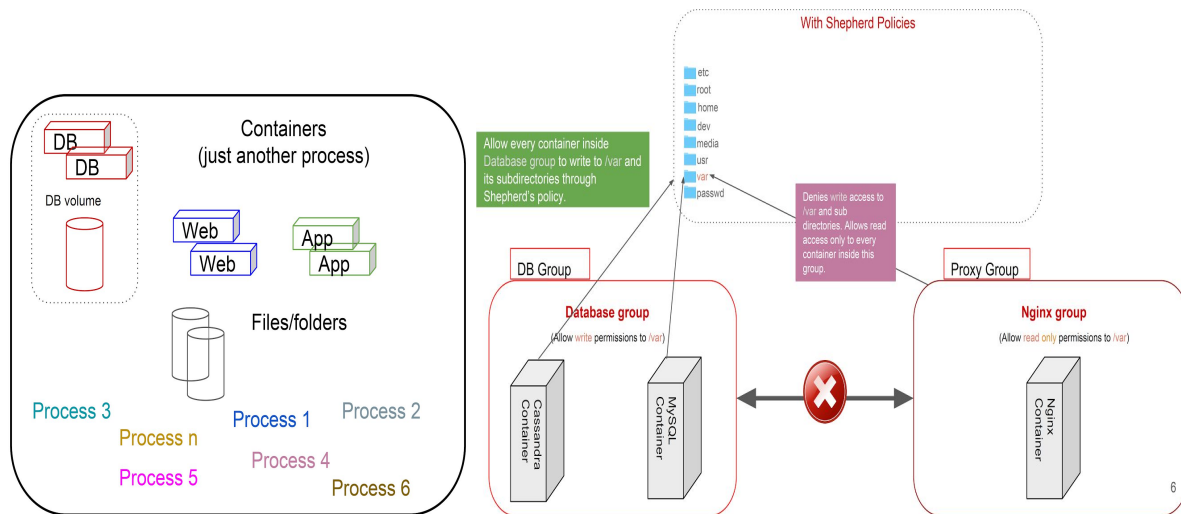 DB
DB
DB volume
Containers
(just another process)
Web
Web
App
App
Files/folders
Process 3
Process n
Process 5
Process 1
Process 4
Process 2
Process 6
With Shepherd Policies
etc
root
home
dev
media
usr
var
passwd
Allow every container inside
Database group to write to /var and
its subdirectories through
Shepherd's policy.
Denies write access to
/var and sub
directories. Allows read
access only to every
container inside this
group.
DB Group
Database group
(Allow write permissions to /var)
Cassandra
Container
MySQL
Container
Proxy Group
Nginx group
(Allow read only permissions to /var)
Nginx
Container
6